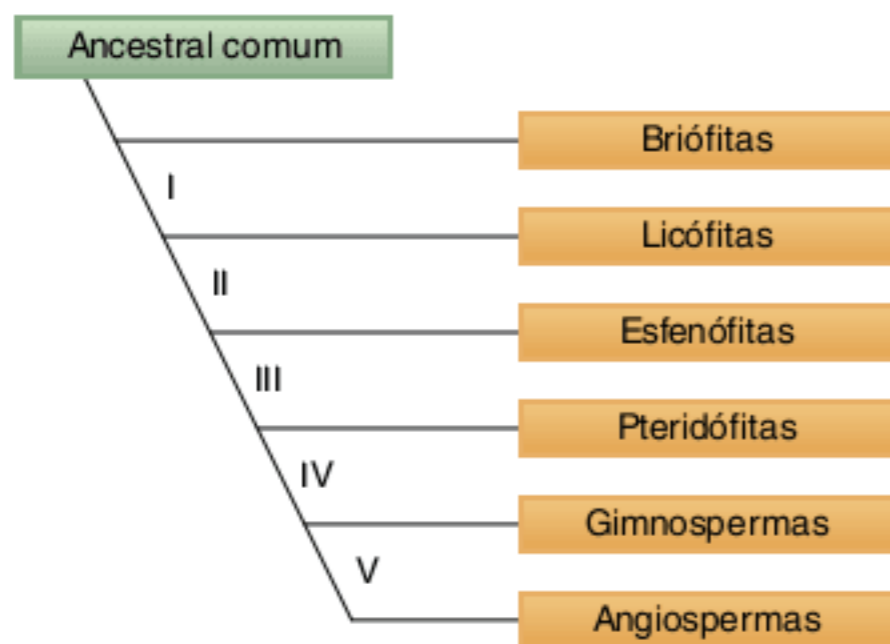 Ancestral comum
Briófitas
I
Licófitas
II
Esfenófitas
III
Pteridófitas
IV
Gimnospermas
V
Angiospermas